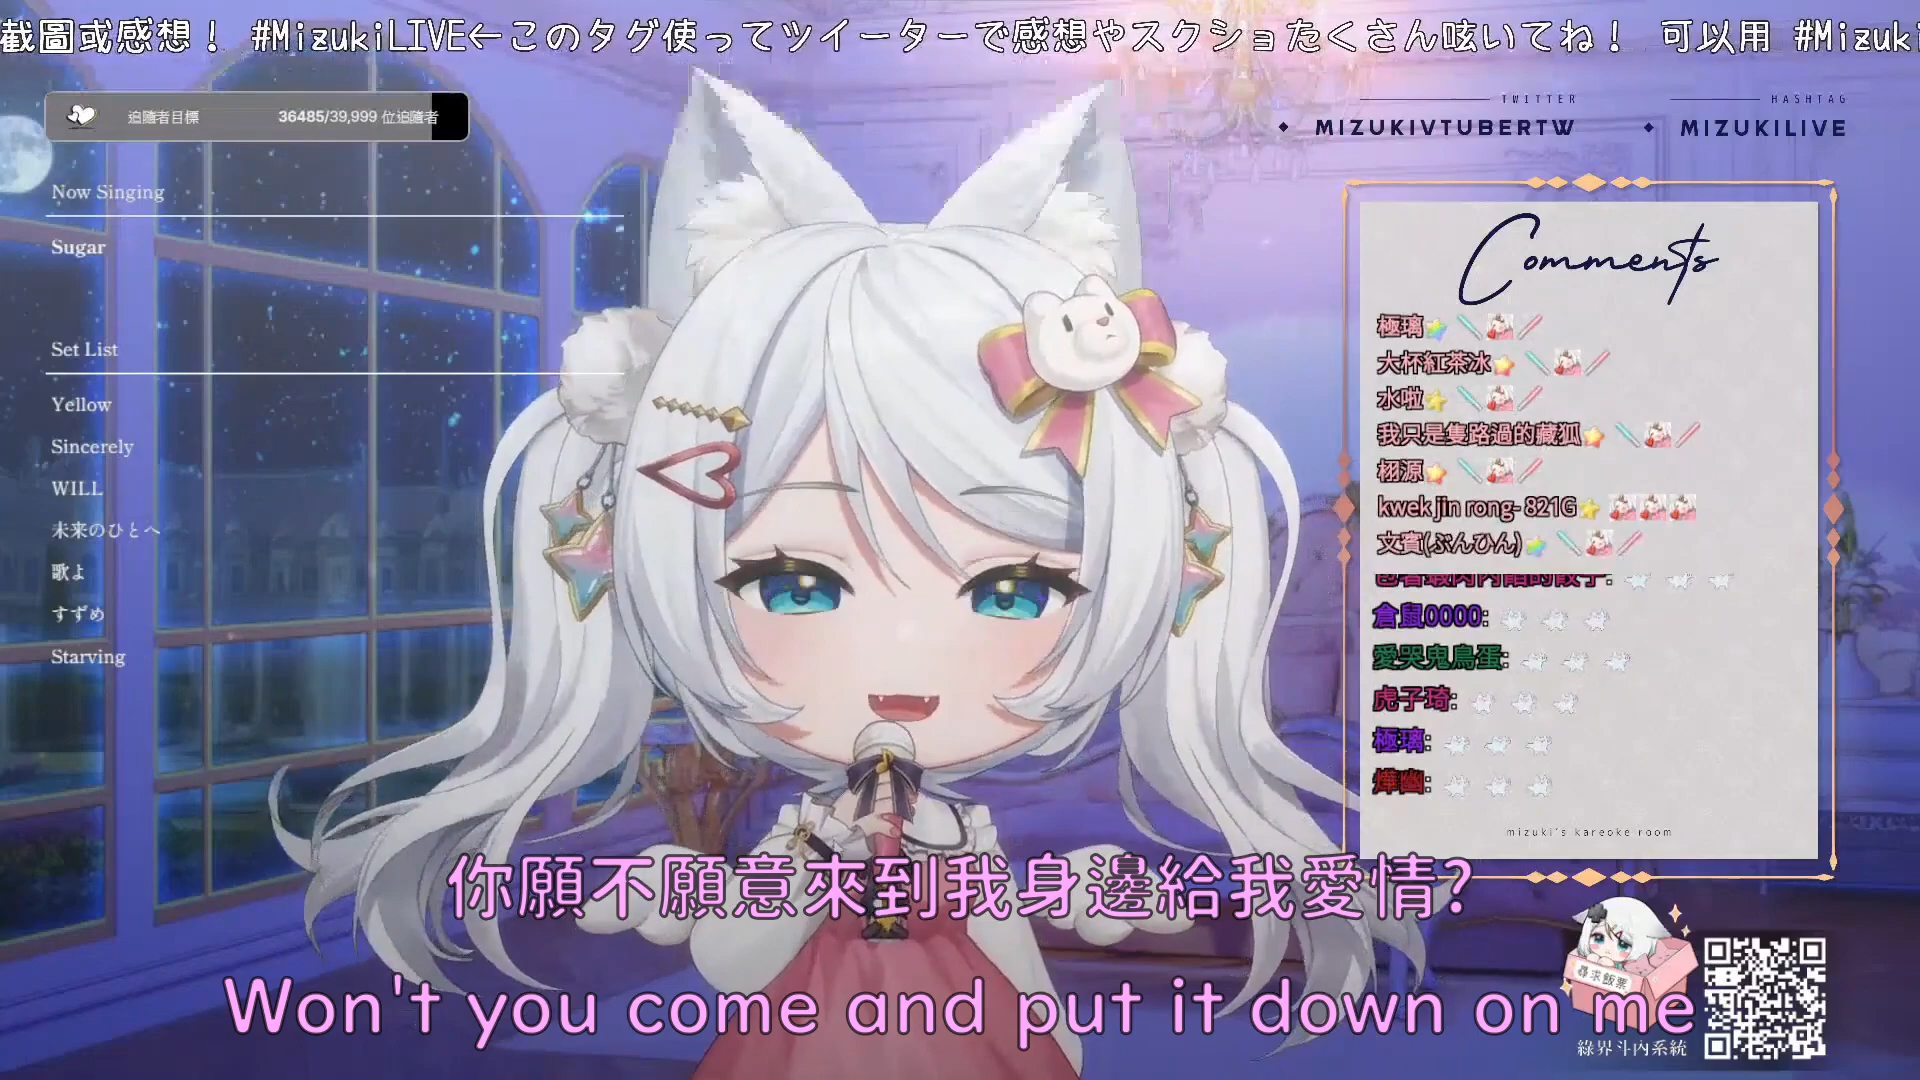 截圖或感想！ #MizukiLIVE←このタグ使ってツイーターで感想やスクショたくさん呟いてね！ 可以用 #Mizuki
追隨者目標 36485/39,999 位追隨者
TWITTER
MIZUKIVTUBERTW
HASHTAG
MIZUKILIVE
Now Singing
Sugar
Set List
Yellow
Sincerely
WILL
未来のひとへ
歌よ
すずめ
Starving
Comments
極璃
大杯紅茶冰
水啦
我只是隻路過的藏狐
栩源
kwek jin rong- 821G
文賓(ぶんひん)
倉鼠0000:
愛哭鬼鳥蛋:
虎子琦:
極璃:
燁幽:
mizuki's kareoke room
你願不願意來到我身邊給我愛情?
Won't you come and put it down on me
尋求飯票
綠界斗內系統